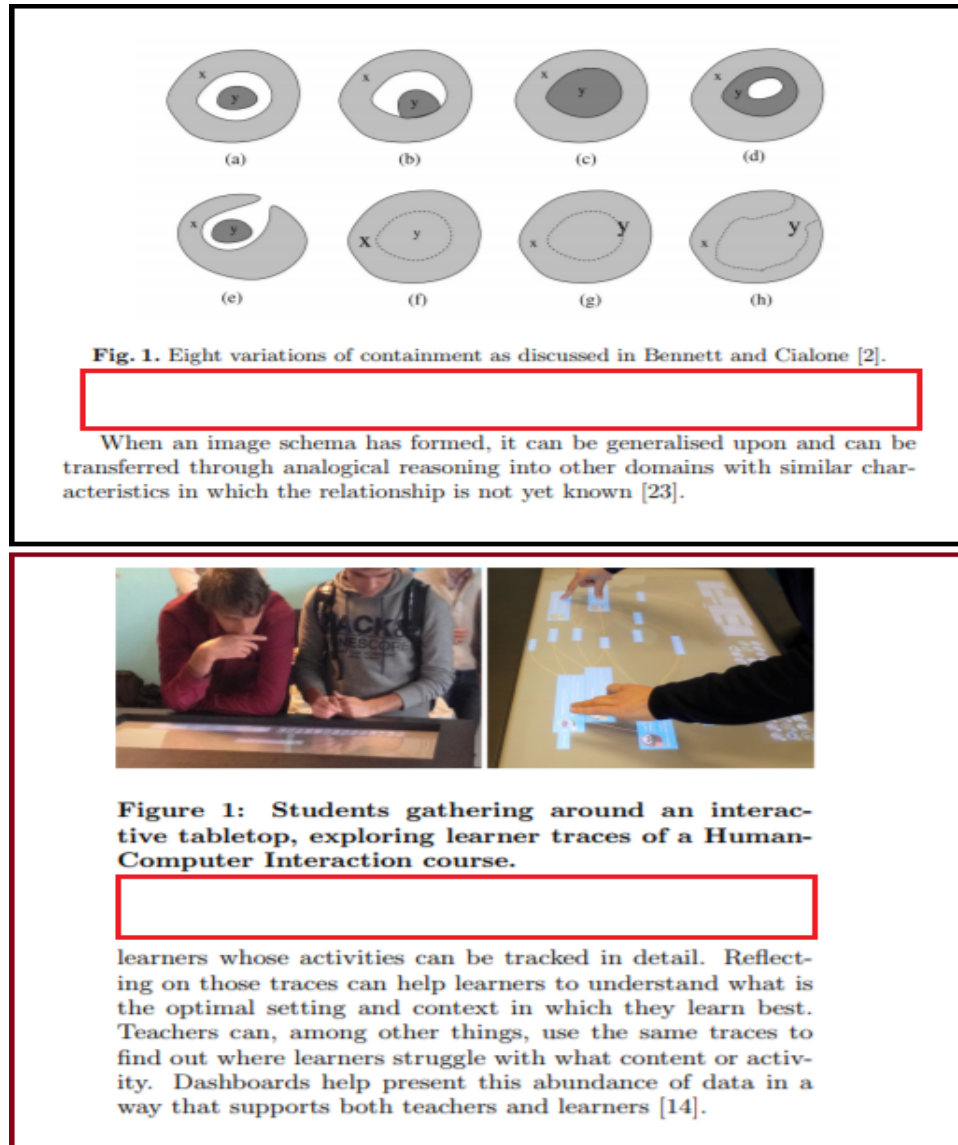 x y x y x y x y
(a) (b) (c) (d)
x y x y x y x y
(e) (f) (g) (h)
Fig. 1. Eight variations of containment as discussed in Bennett and Cialone [2].
When an image schema has formed, it can be generalised upon and can be
transferred through analogical reasoning into other domains with similar char-
acteristics in which the relationship is not yet known [23].
Figure 1: Students gathering around an interac-
tive tabletop, exploring learner traces of a Human-
Computer Interaction course.
learners whose activities can be tracked in detail. Reflect-
ing on those traces can help learners to understand what is
the optimal setting and context in which they learn best.
Teachers can, among other things, use the same traces to
find out where learners struggle with what content or activ-
ity. Dashboards help present this abundance of data in a
way that supports both teachers and learners [14].